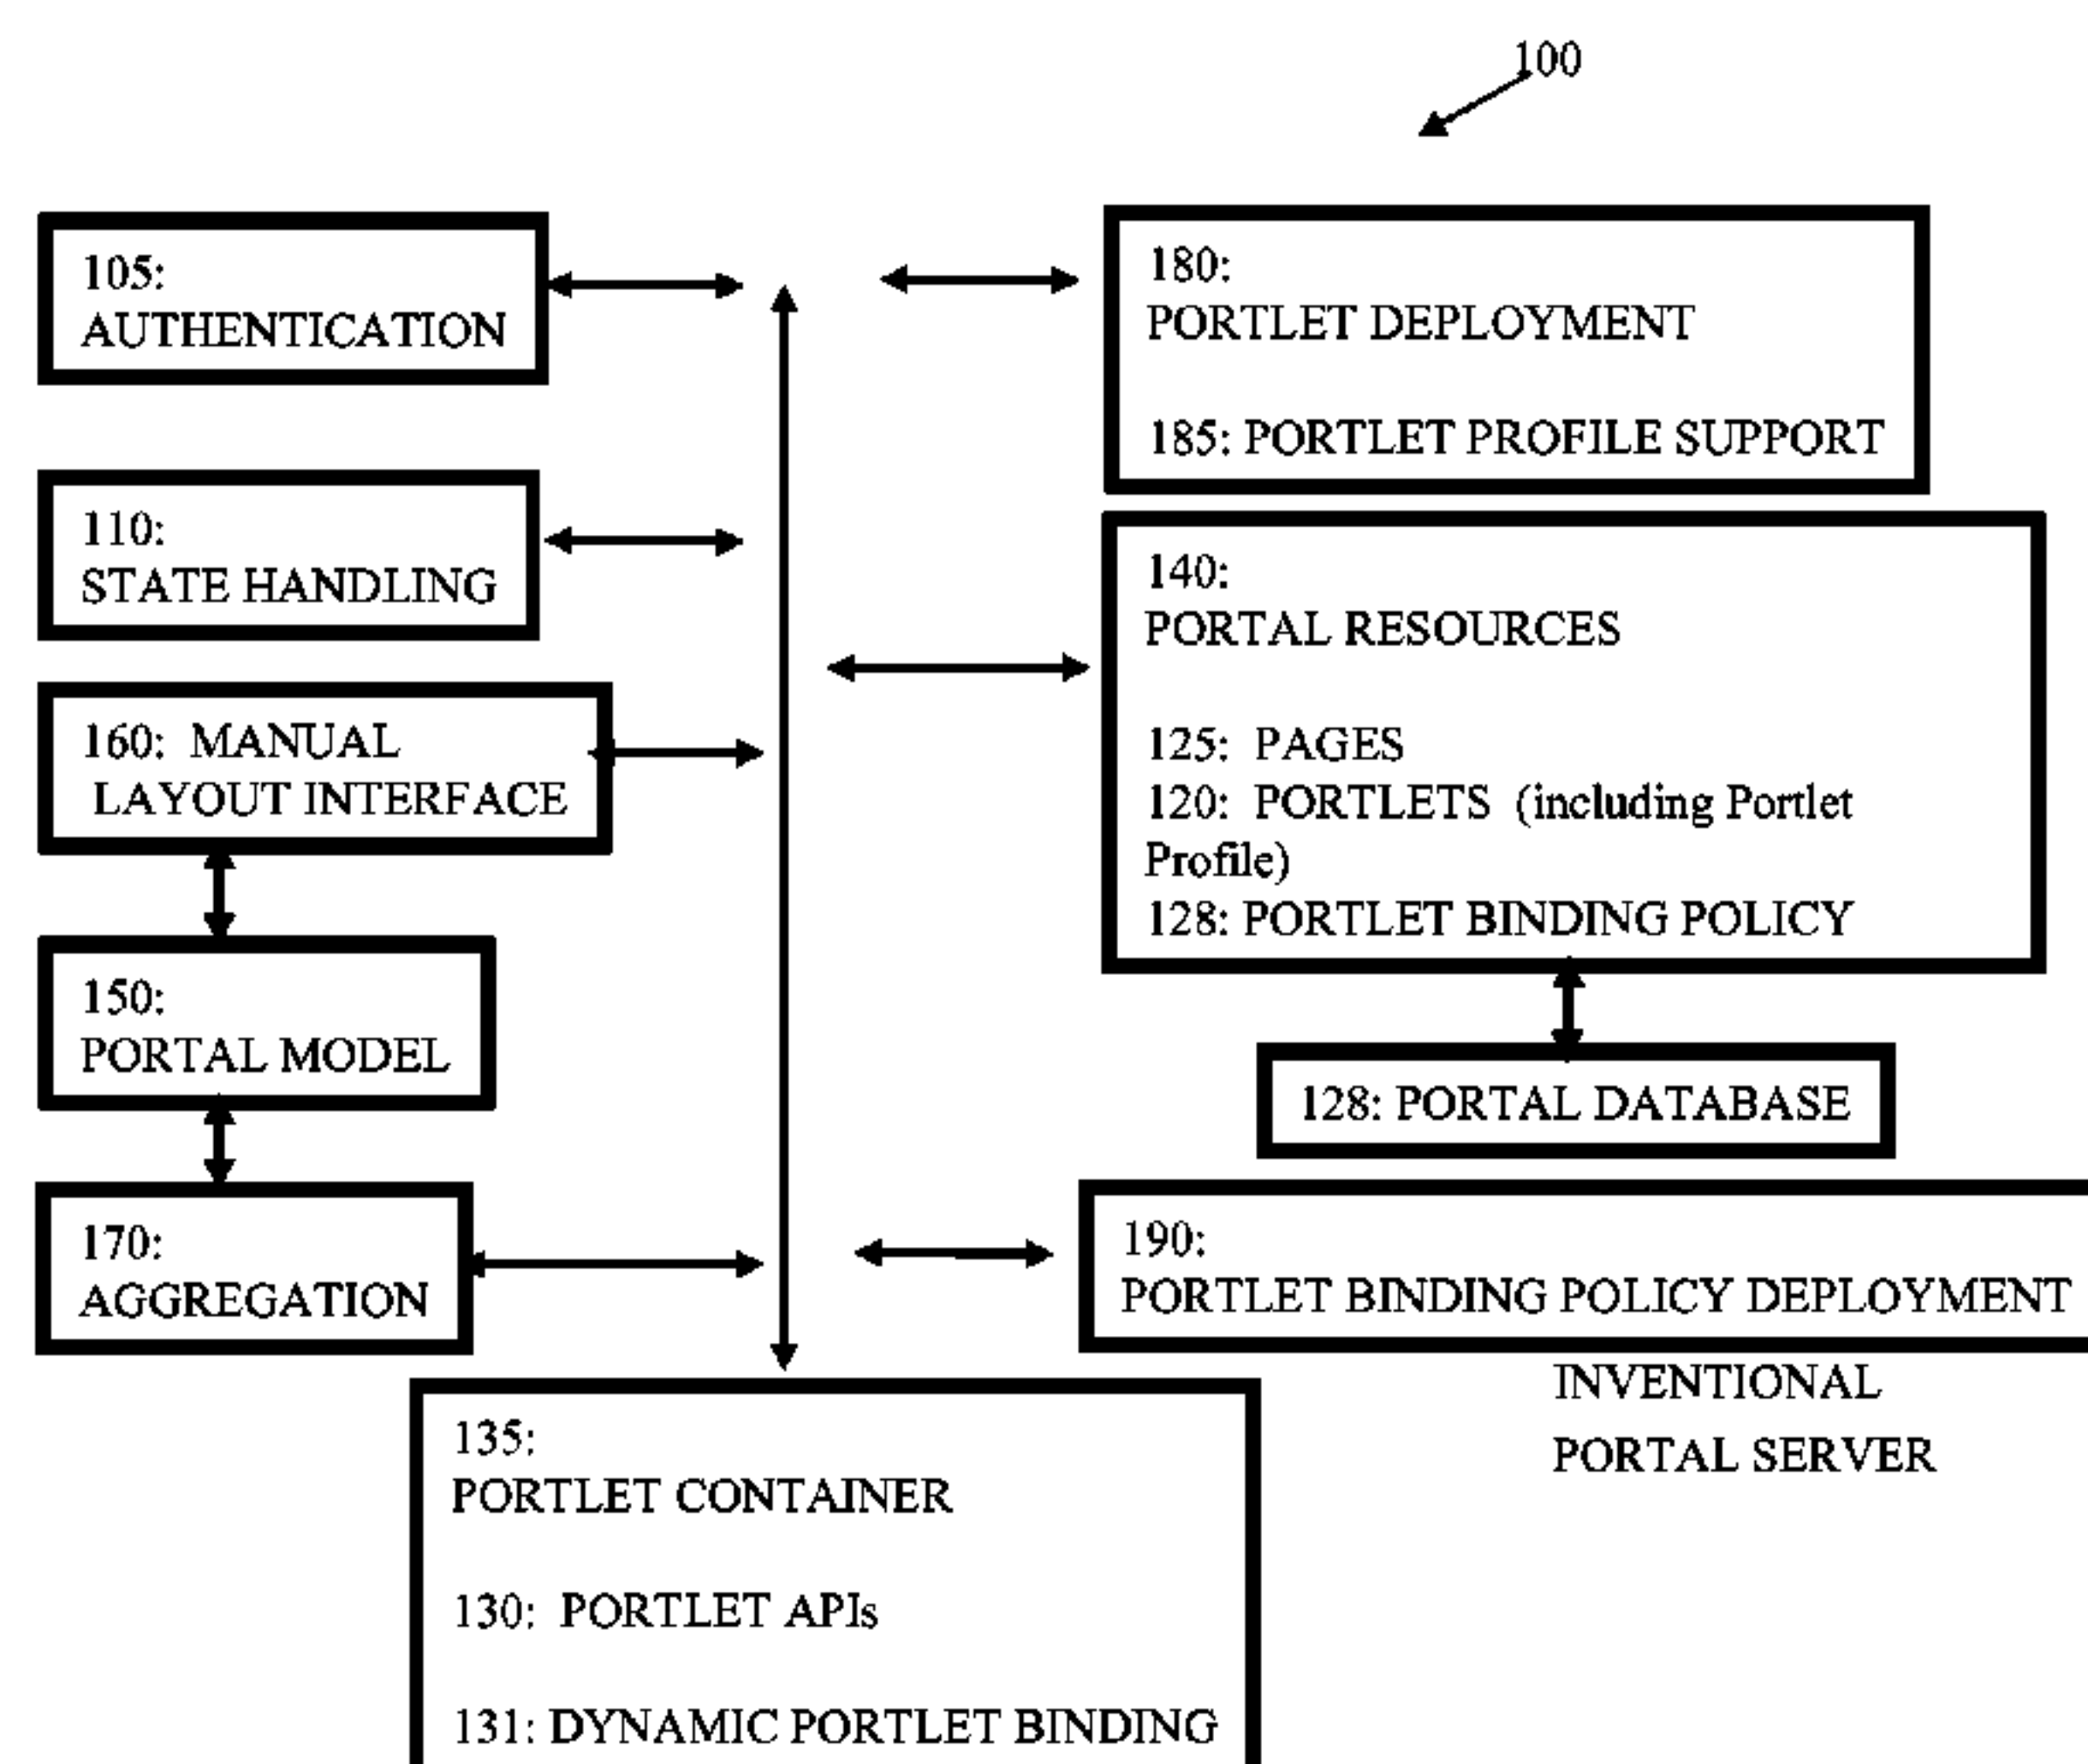 100
105:
AUTHENTICATION
180:
PORTLET DEPLOYMENT
185: PORTLET PROFILE SUPPORT
110:
STATE HANDLING
140:
PORTAL RESOURCES
125: PAGES
120: PORTLETS (including Portlet
Profile)
128: PORTLET BINDING POLICY
160: MANUAL
LAYOUT INTERFACE
150:
PORTAL MODEL
128: PORTAL DATABASE
170:
AGGREGATION
190:
PORTLET BINDING POLICY DEPLOYMENT
INVENTIONAL
PORTAL SERVER
135:
PORTLET CONTAINER
130: PORTLET APIs
131: DYNAMIC PORTLET BINDING